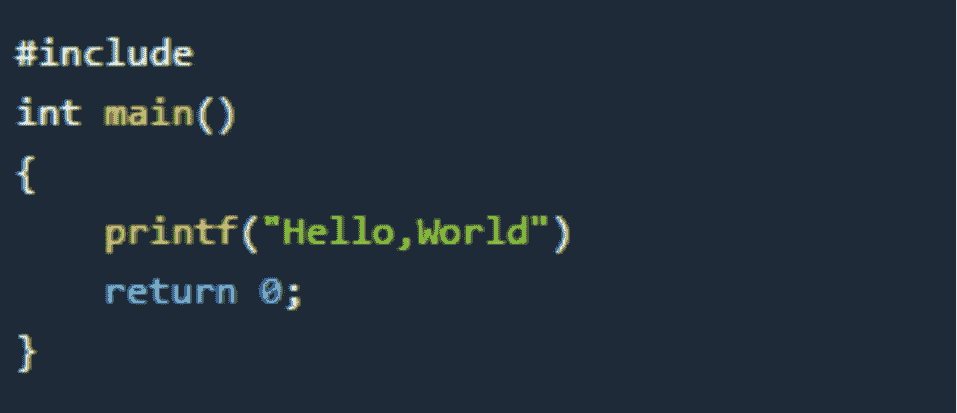 #include
int main()
{
    printf("Hello,World")
    return 0;
}